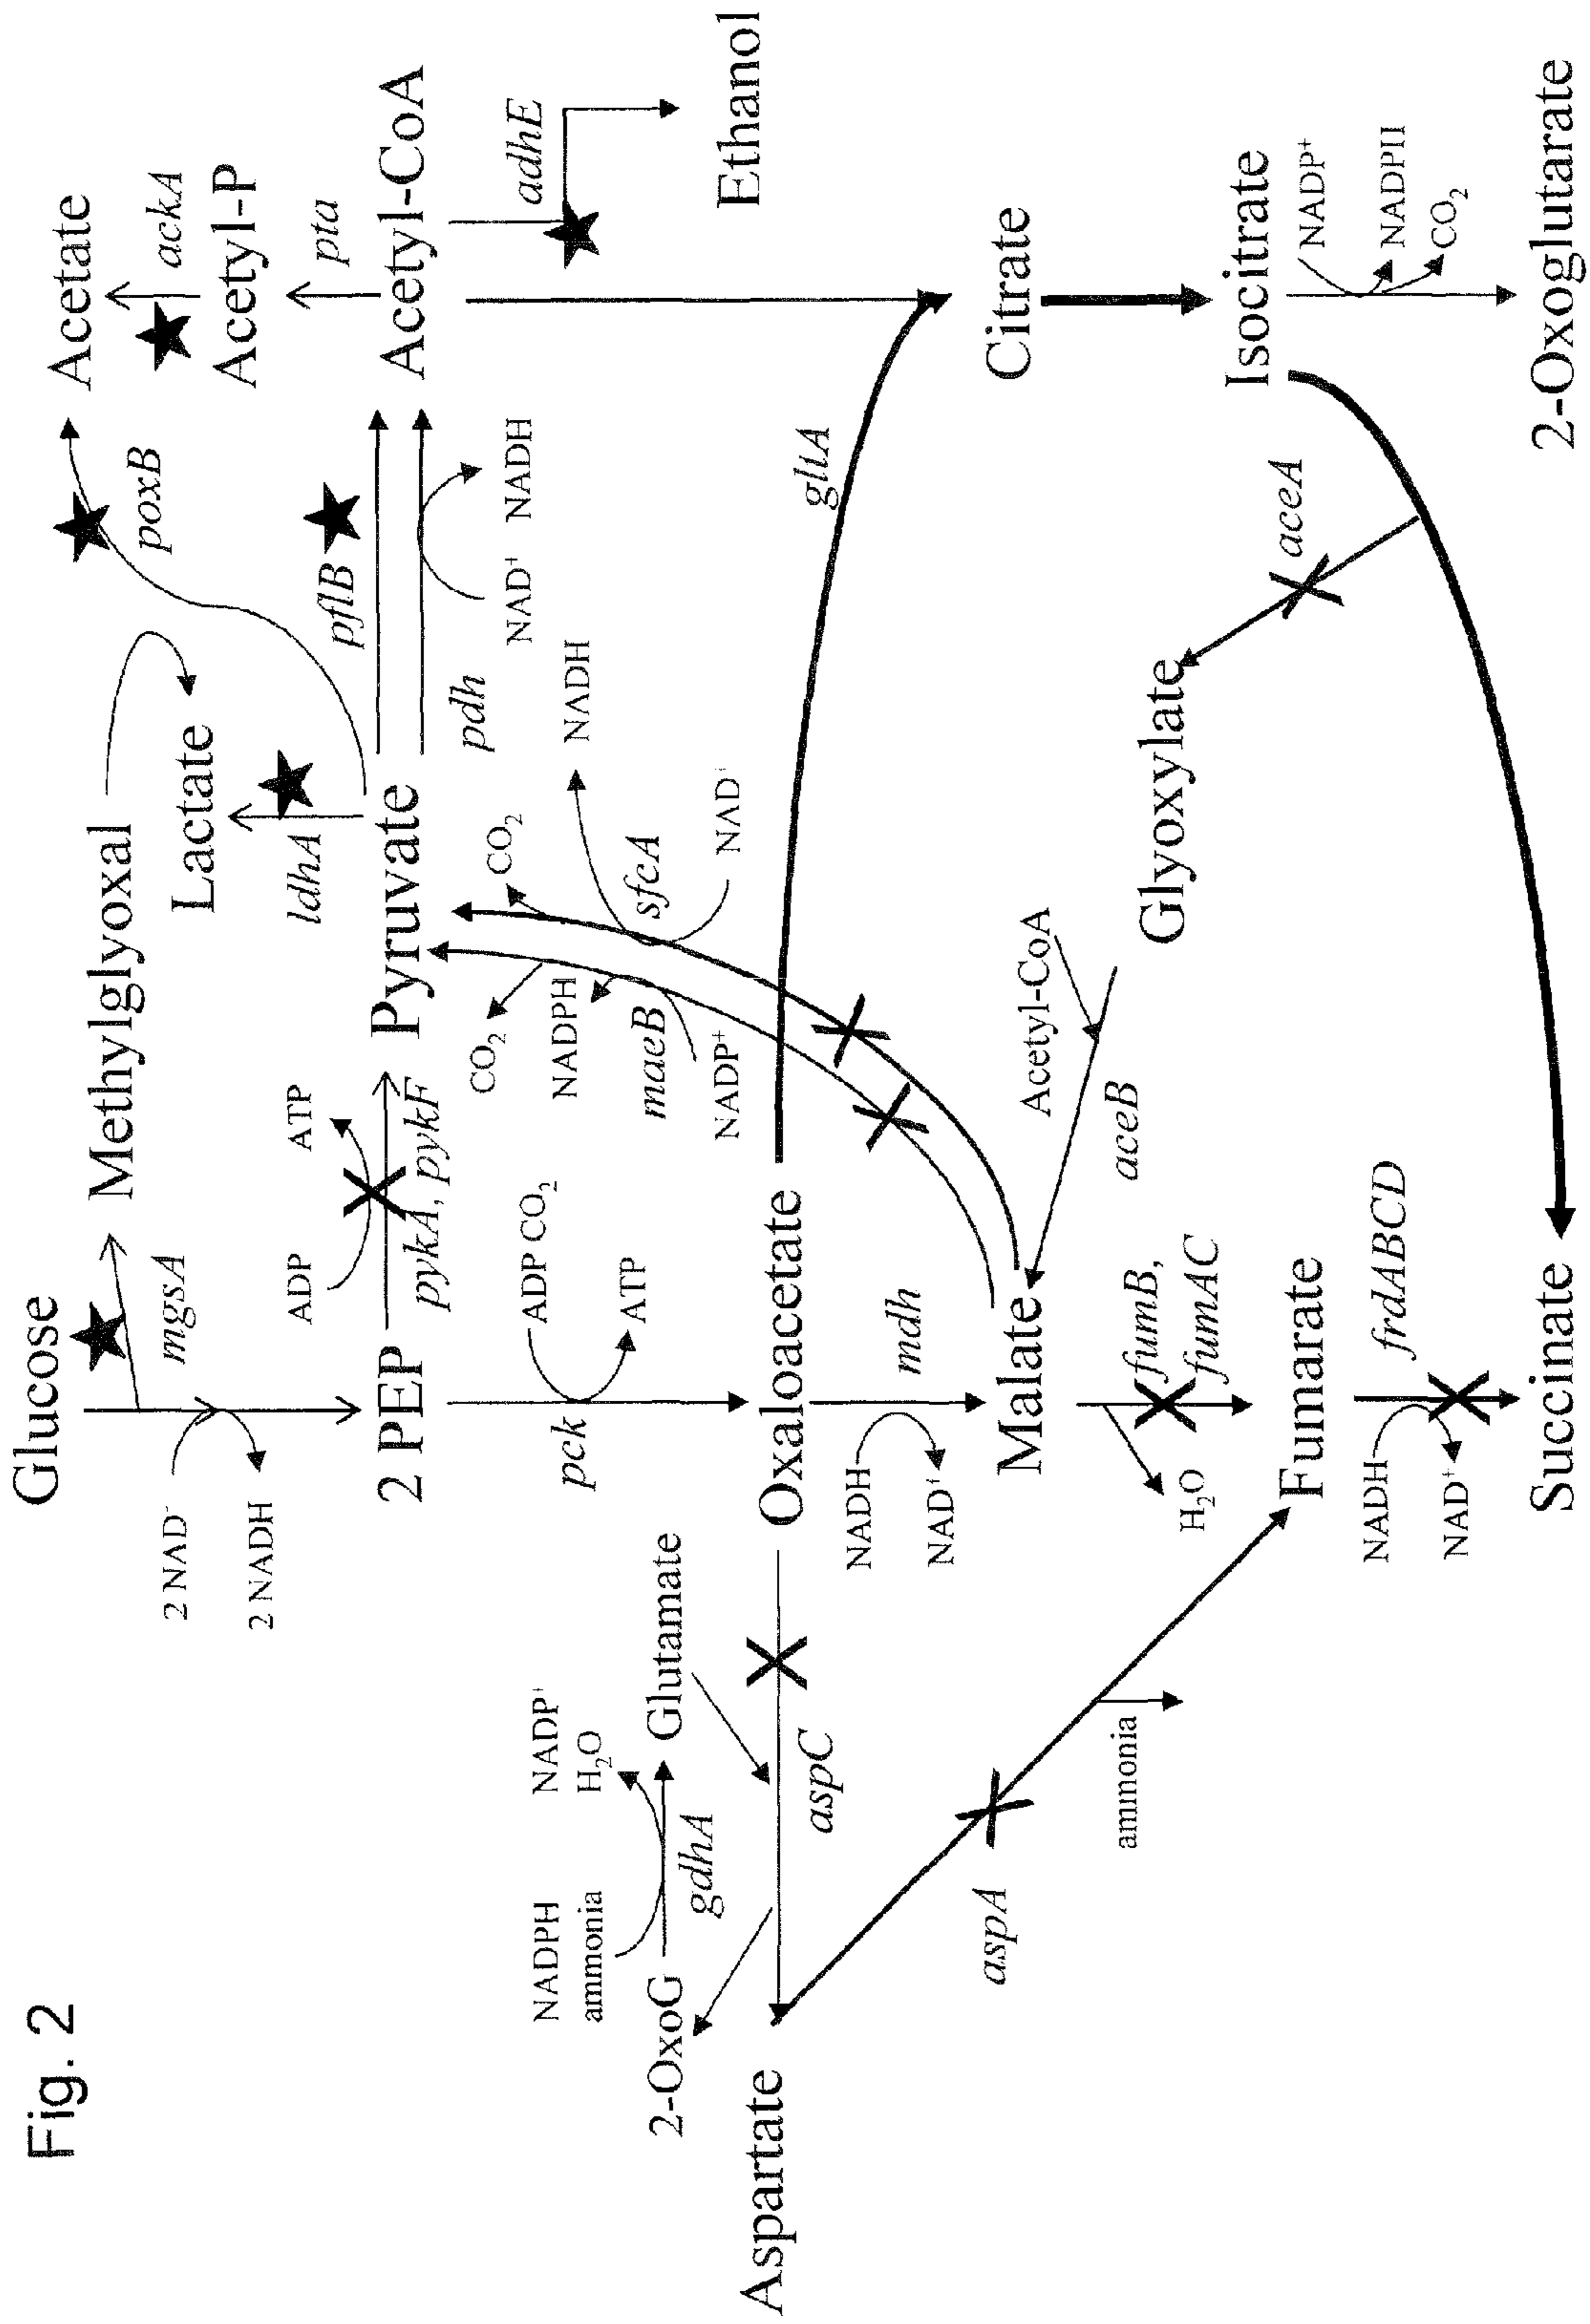 Fig. 2
Glucose
2 NAD⁻
2 NADH
mgsA
Methylglyoxal
Lactate
ldhA
poxB
Acetate
ackA
Acetyl-P
pta
Acetyl-CoA
adhE
Ethanol
2 PEP
ADP
ATP
pykA, pykF
Pyruvate
pflB
pdh
NAD⁺
NADH
pck
ADP CO₂
ATP
CO₂
NADPH
maeB
NADP⁺
CO₂
NADH
sfcA
NAD⁺
NADPH
ammonia
NADP⁺
H₂O
2-OxoG
gdhA
Glutamate
Aspartate
aspC
Oxaloacetate
gltA
Citrate
NADH
NAD⁺
mdh
Malate
Acetyl-CoA
aceB
Glyoxylate
aceA
Isocitrate
NADP⁺
NADPH
CO₂
2-Oxoglutarate
aspA
ammonia
H₂O
fumB,
fumAC
Fumarate
NADH
NAD⁺
frdABCD
Succinate